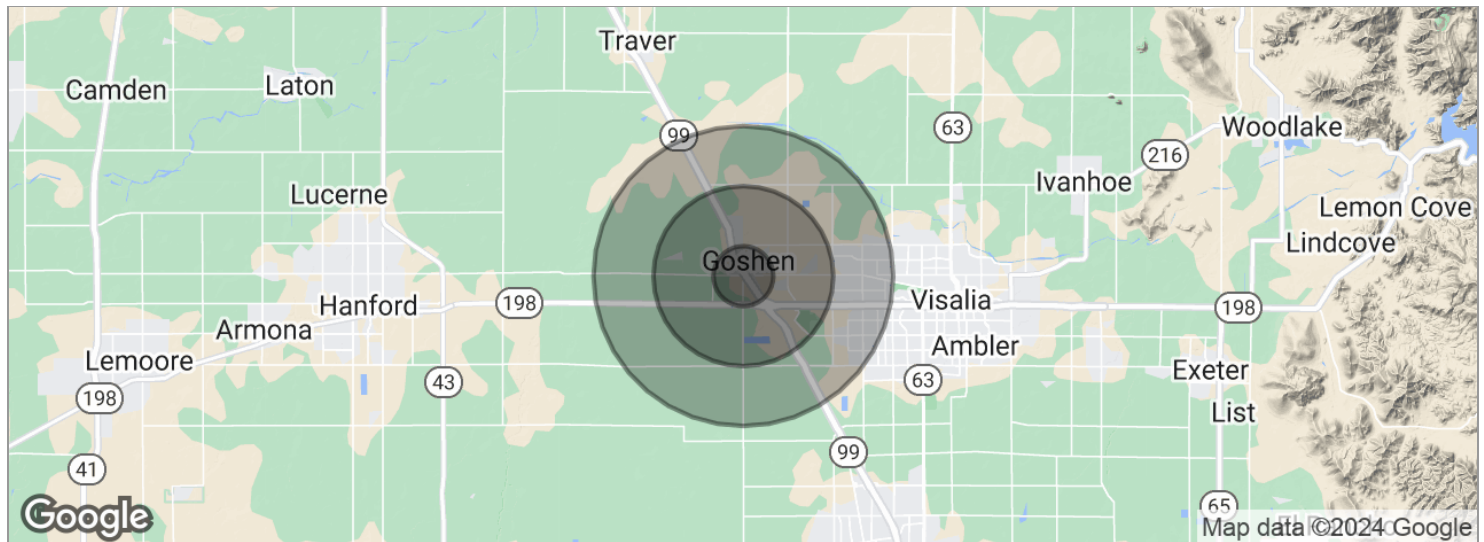 Traver
Camden
Laton
99
63
Woodlake
216
Ivanhoe
Lucerne
Lemon Cove
Lindcove
Goshen
Visalia
198
Hanford
198
Armona
Ambler
Lemoore
Exeter
43
63
198
List
99
41
65
Google
Map data ©2024 Google